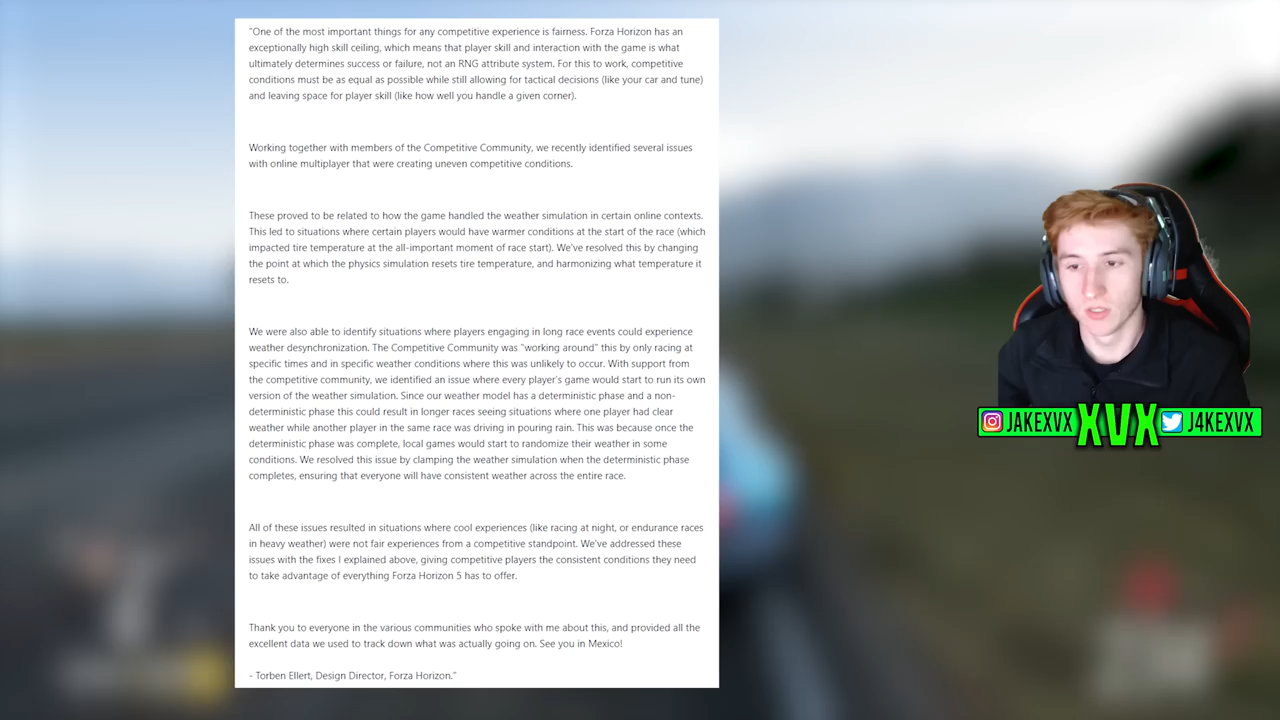 "One of the most important things for any competitive experience is fairness. Forza Horizon has an
exceptionally high skill ceiling, which means that player skill and interaction with the game is what
ultimately determines success or failure, not an RNG attribute system. For this to work, competitive
conditions must be as equal as possible while still allowing for tactical decisions (like your car and tune)
and leaving space for player skill (like how well you handle a given corner).
Working together with members of the Competitive Community, we recently identified several issues
with online multiplayer that were creating uneven competitive conditions.
These proved to be related to how the game handled the weather simulation in certain online contexts.
This led to situations where certain players would have warmer conditions at the start of the race (which
impacted tire temperature at the all-important moment of race start). We've resolved this by changing
the point at which the physics simulation resets tire temperature, and harmonizing what temperature it
resets to.
We were also able to identify situations where players engaging in long race events could experience
weather desynchronization. The Competitive Community was "working around" this by only racing at
specific times and in specific weather conditions where this was unlikely to occur. With support from
the competitive community, we identified an issue where every player's game would start to run its own
version of the weather simulation. Since our weather model has a deterministic phase and a non-
deterministic phase this could result in longer races seeing situations where one player had clear
weather while another player in the same race was driving in pouring rain. This was because once the
deterministic phase was complete, local games would start to randomize their weather in some
conditions. We resolved this issue by clamping the weather simulation when the deterministic phase
completes, ensuring that everyone will have consistent weather across the entire race.
All of these issues resulted in situations where cool experiences (like racing at night, or endurance races
in heavy weather) were not fair experiences from a competitive standpoint. We've addressed these
issues with the fixes I explained above, giving competitive players the consistent conditions they need
to take advantage of everything Forza Horizon 5 has to offer.
Thank you to everyone in the various communities who spoke with me about this, and provided all the
excellent data we used to track down what was actually going on. See you in Mexico!
- Torben Ellert, Design Director, Forza Horizon."
JAKEXVX XVX J4KEXVX